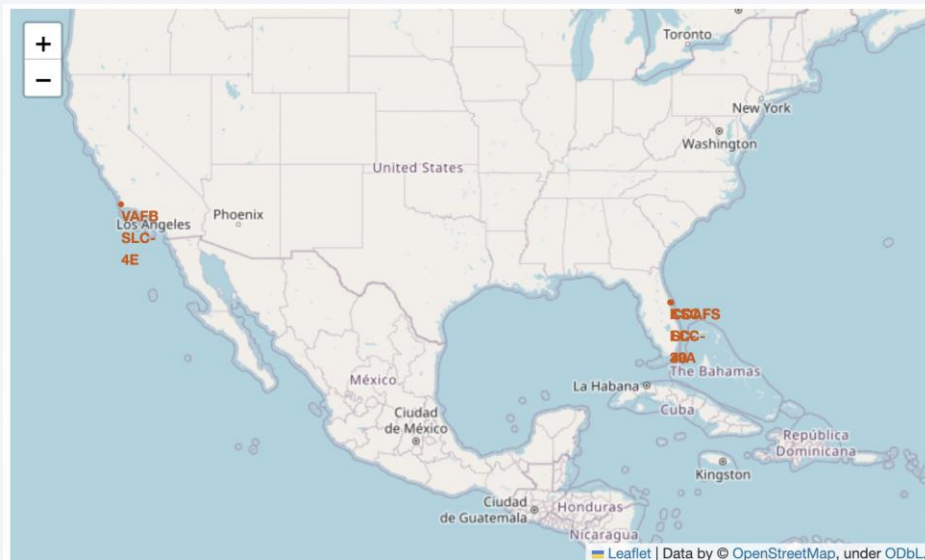 +
−
Toronto
New York
Washington
United States
Phoenix
Los Angeles
VAFB
SLC-
4E
The Bahamas
La Habana
México
Cuba
Ciudad
de México
República
Dominicana
Kingston
Ciudad
de Guatemala
Honduras
Nicaragua
Leaflet | Data by © OpenStreetMap, under ODbL.